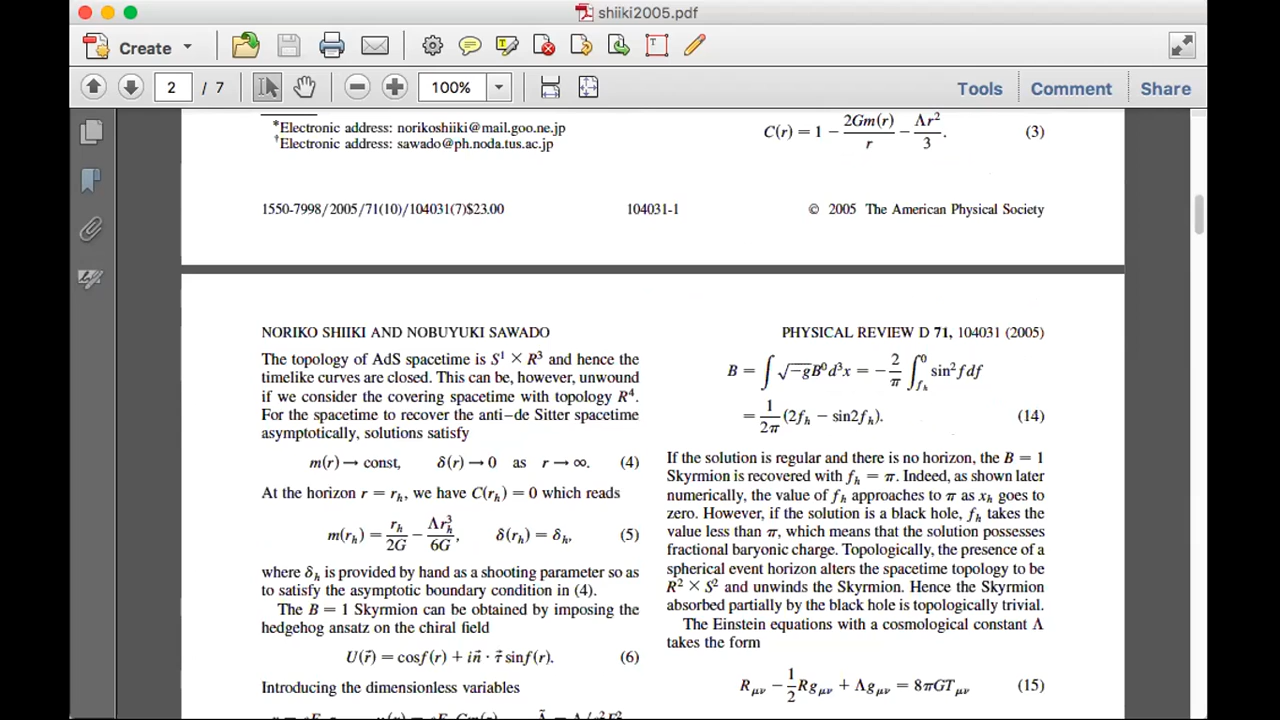 shiiki2005.pdf
Create
2 / 7
100%
Tools
Comment
Share
*Electronic address: norikoshiiki@mail.goo.ne.jp
†Electronic address: sawado@ph.noda.tus.ac.jp
C(r) = 1 − 2Gm(r)/r − Λr²/3. (3)
1550-7998/2005/71(10)/104031(7)$23.00
104031-1
© 2005 The American Physical Society
NORIKO SHIIKI AND NOBUYUKI SAWADO
PHYSICAL REVIEW D 71, 104031 (2005)
The topology of AdS spacetime is S¹ × R³ and hence the
timelike curves are closed. This can be, however, unwound
if we consider the covering spacetime with topology R⁴.
For the spacetime to recover the anti–de Sitter spacetime
asymptotically, solutions satisfy
m(r) → const, δ(r) → 0 as r → ∞. (4)
At the horizon r = r_h, we have C(r_h) = 0 which reads
m(r_h) = r_h/2G − Λr_h³/6G, δ(r_h) = δ_h, (5)
where δ_h is provided by hand as a shooting parameter so as
to satisfy the asymptotic boundary condition in (4).
The B = 1 Skyrmion can be obtained by imposing the
hedgehog ansatz on the chiral field
U(r⃗) = cosf(r) + in⃗ · τ⃗ sinf(r). (6)
Introducing the dimensionless variables
B = ∫ √−g B⁰d³x = −2/π ∫_{f_h}^0 sin²fdf
= 1/2π (2f_h − sin2f_h). (14)
If the solution is regular and there is no horizon, the B = 1
Skyrmion is recovered with f_h = π. Indeed, as shown later
numerically, the value of f_h approaches to π as x_h goes to
zero. However, if the solution is a black hole, f_h takes the
value less than π, which means that the solution possesses
fractional baryonic charge. Topologically, the presence of a
spherical event horizon alters the spacetime topology to be
R² × S² and unwinds the Skyrmion. Hence the Skyrmion
absorbed partially by the black hole is topologically trivial.
The Einstein equations with a cosmological constant Λ
takes the form
R_μν − 1/2 Rg_μν + Λg_μν = 8πGT_μν (15)